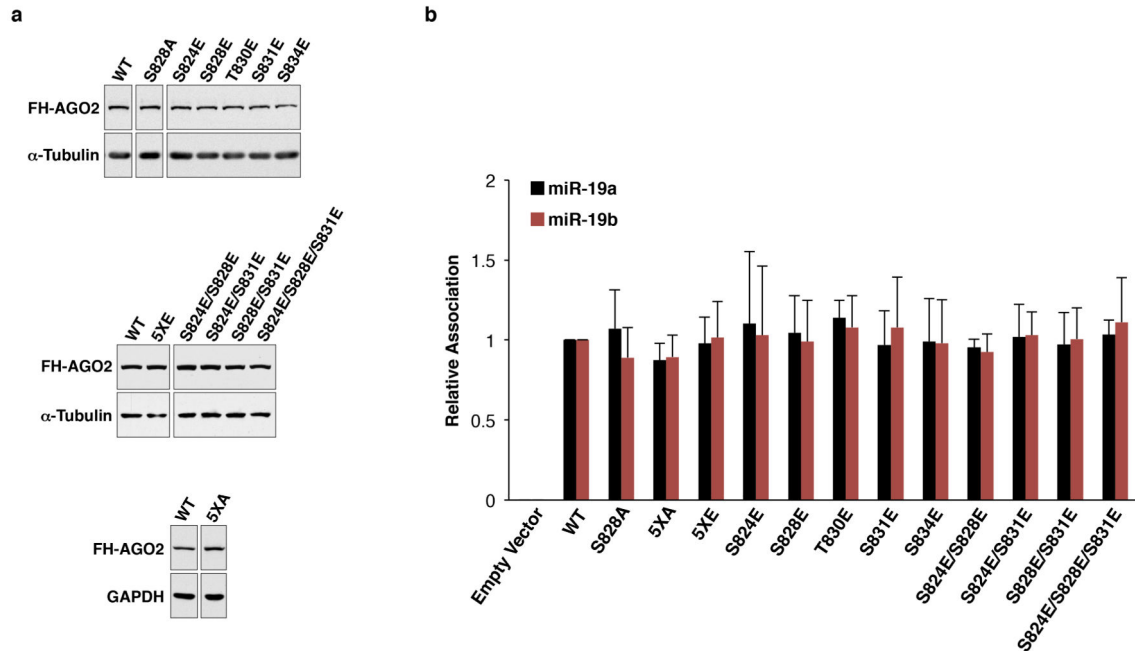 a
WT
S828A
S824E
S828E
T830E
S831E
S834E
FH-AGO2
α-Tubulin
WT
5XE
S824E/S828E
S824E/S831E
S828E/S831E
S824E/S828E/S831E
FH-AGO2
α-Tubulin
WT
5XA
FH-AGO2
GAPDH
b
miR-19a
miR-19b
Relative Association
2
1.5
1
0.5
0
Empty Vector
WT
S828A
5XA
5XE
S824E
S828E
T830E
S831E
S834E
S824E/S828E
S824E/S831E
S828E/S831E
S824E/S828E/S831E